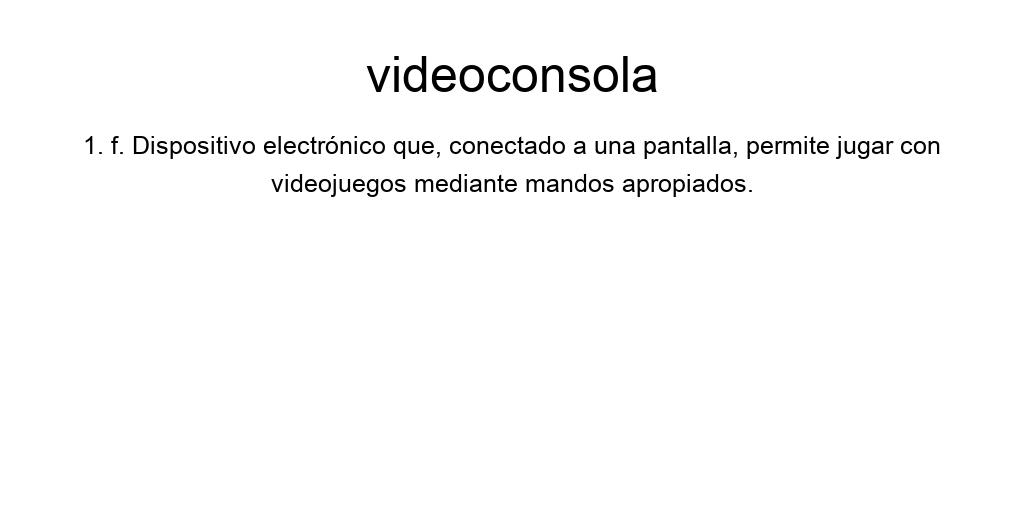 videoconsola
1. f. Dispositivo electrónico que, conectado a una pantalla, permite jugar con
videojuegos mediante mandos apropiados.